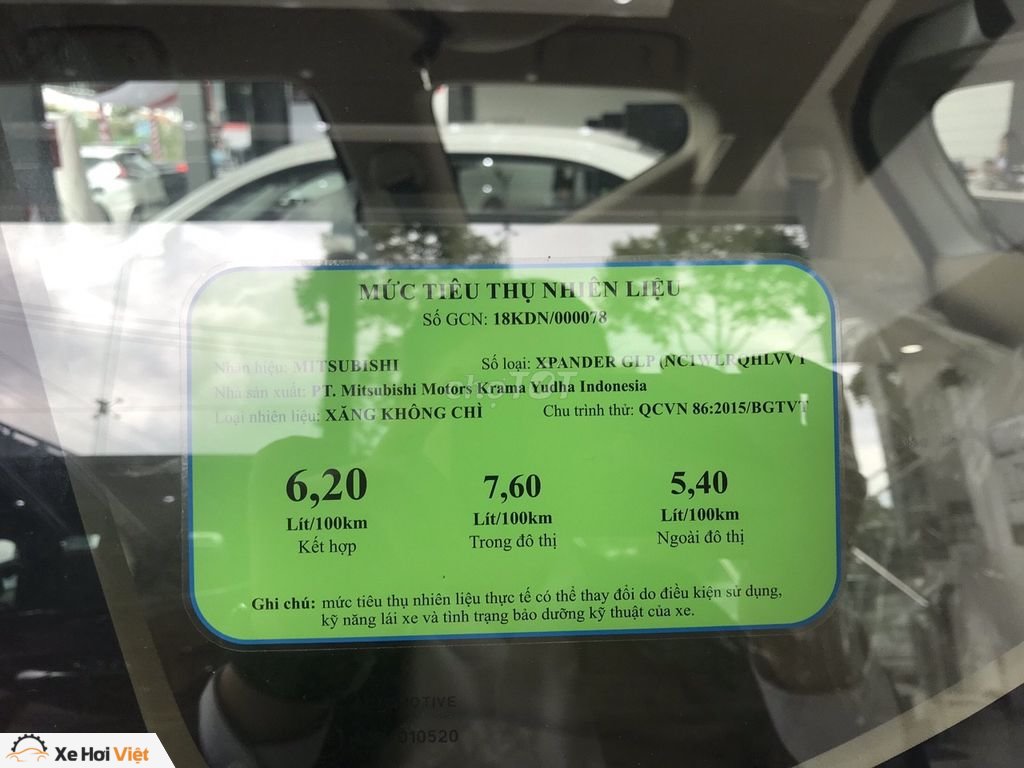 MỨC TIÊU THỤ NHIÊN LIỆU
Số GCN: 18KDN/000078
Nhãn hiệu: MITSUBISHI Số loại: XPANDER GLP (NC1WLRQHLVVT
Nhà sản xuất: PT. Mitsubishi Motors Krama Yudha Indonesia
Loại nhiên liệu: XĂNG KHÔNG CHÌ Chu trình thử: QCVN 86:2015/BGTVT
chợTỐT
6,20 7,60 5,40
Lít/100km Lít/100km Lít/100km
Kết hợp Trong đô thị Ngoài đô thị
Ghi chú: mức tiêu thụ nhiên liệu thực tế có thể thay đổi do điều kiện sử dụng,
kỹ năng lái xe và tình trạng bảo dưỡng kỹ thuật của xe.
010520
Xe Hơi Việt